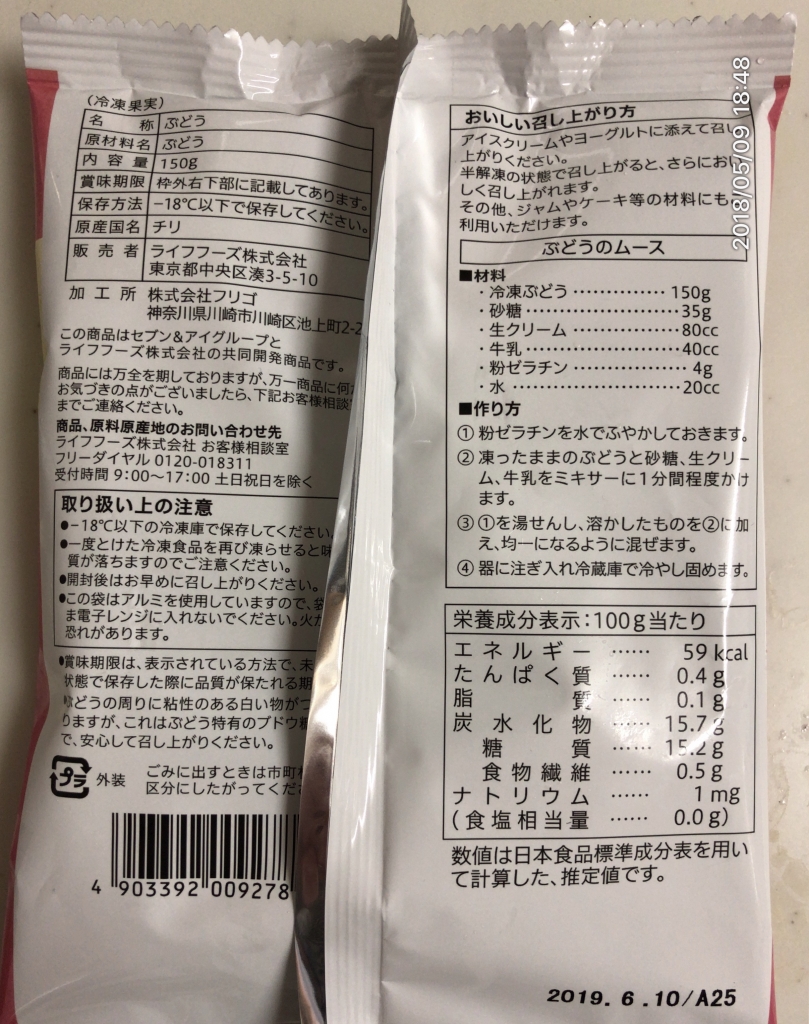 (冷凍果実)
名称 ぶどう
原材料名 ぶどう
内容量 150g
賞味期限 枠外右下部に記載してあります。
保存方法 -18℃以下で保存してください。
原産国名 チリ
販売者 ライフフーズ株式会社
東京都中央区湊3-5-10
加工所 株式会社フリゴ
神奈川県川崎市川崎区池上町2-2
この商品はセブン&アイグループと
ライフフーズ株式会社の共同開発商品です。
商品には万全を期しておりますが、万一商品に何か
お気づきの点がございましたら、下記お客様相談
までご連絡ください。
商品、原料原産地のお問い合わせ先
ライフフーズ株式会社 お客様相談室
フリーダイヤル 0120-018311
受付時間 9:00~17:00 土日祝日を除く
取り扱い上の注意
●-18℃以下の冷凍庫で保存してください。
●一度とけた冷凍食品を再び凍らせると味
質が落ちますのでご注意ください。
●開封後はお早めに召し上がりください。
●この袋はアルミを使用していますので、袋
ま電子レンジに入れないでください。火
恐れがあります。
●賞味期限は、表示されている方法で、未
状態で保存した際に品質が保たれる期
ぶどうの周りに粘性のある白い物がつ
りますが、これはぶどう特有のブドウ糖
で、安心して召し上がりください。
プラ 外装 ごみに出すときは市町村
区分にしたがってくだ
4 903392 009278
おいしい召し上がり方
アイスクリームやヨーグルトに添えて召し
上がりください。
半解凍の状態で召し上がると、さらにおい
しく召し上がれます。
その他、ジャムやケーキ等の材料にも
利用いただけます。
ぶどうのムース
■材料
・冷凍ぶどう …………… 150g
・砂糖 …………… 35g
・生クリーム …………… 80cc
・牛乳 …………… 40cc
・粉ゼラチン …………… 4g
・水 …………… 20cc
■作り方
① 粉ゼラチンを水でふやかしておきます。
② 凍ったままのぶどうと砂糖、生クリー
ム、牛乳をミキサーに1分間程度かけ
ます。
③ ①を湯せんし、溶かしたものを②に加
え、均一になるように混ぜます。
④ 器に注ぎ入れ冷蔵庫で冷やし固めます。
栄養成分表示:100g当たり
エネルギー …… 59 kcal
たんぱく質 …… 0.4 g
脂質 …… 0.1 g
炭水化物 …… 15.7 g
糖質 …… 15.2 g
食物繊維 …… 0.5 g
ナトリウム …… 1 mg
(食塩相当量 …… 0.0 g)
数値は日本食品標準成分表を用い
て計算した、推定値です。
2019. 6 .10/A25
2018/05/09 18:48